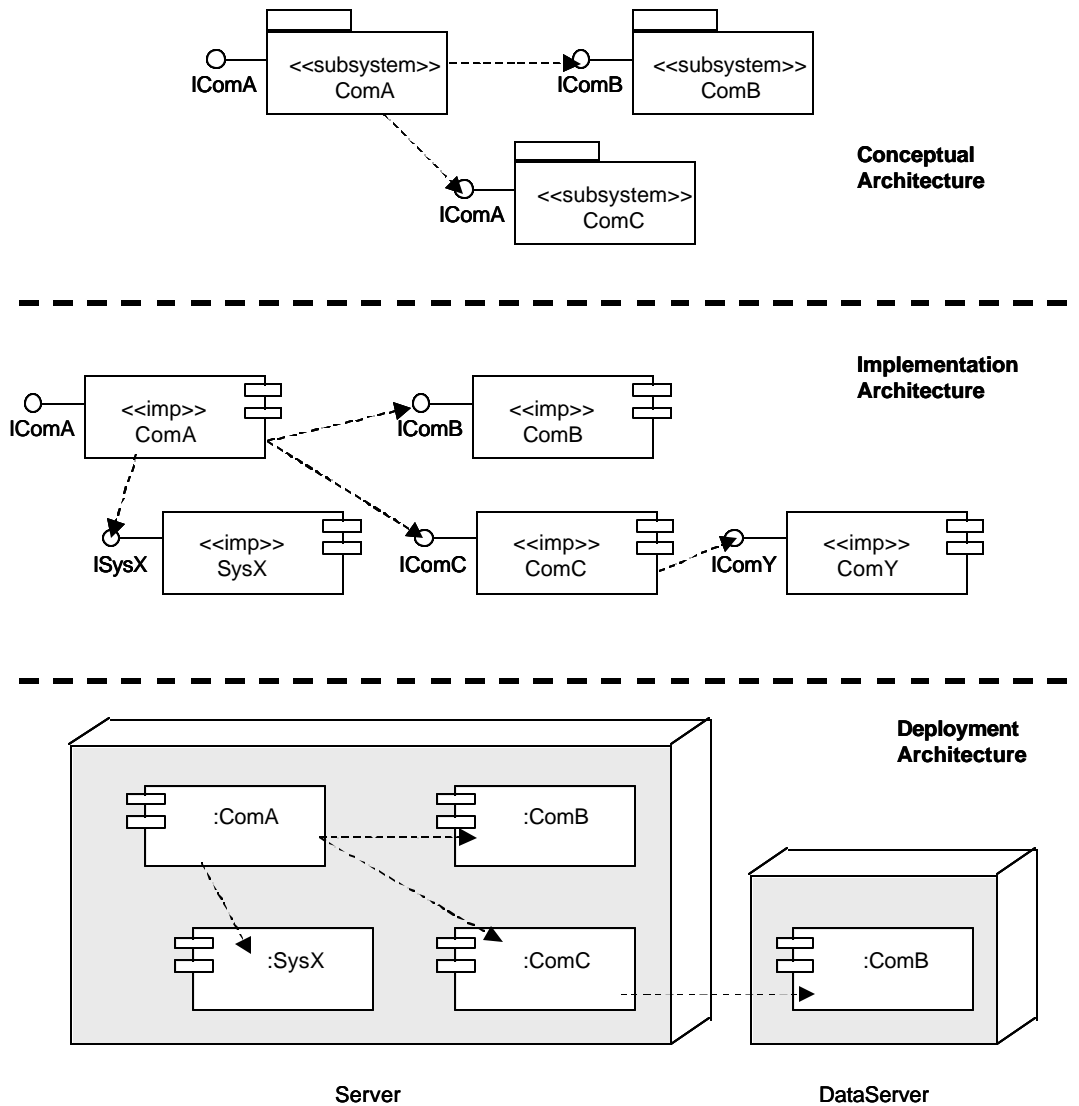 IComA
<<subsystem>>
ComA
IComB
<<subsystem>>
ComB
IComA
<<subsystem>>
ComC
Conceptual
Architecture
Implementation
Architecture
IComA
<<imp>>
ComA
IComB
<<imp>>
ComB
ISysX
<<imp>>
SysX
IComC
<<imp>>
ComC
IComY
<<imp>>
ComY
Deployment
Architecture
:ComA
:ComB
:SysX
:ComC
:ComB
Server
DataServer